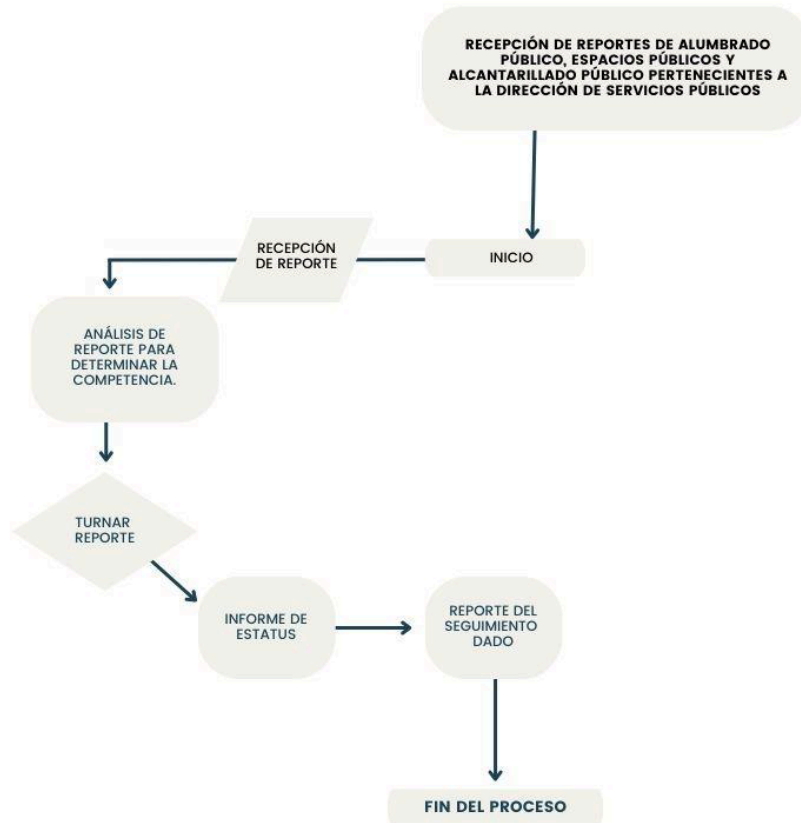 RECEPCIÓN DE REPORTES DE ALUMBRADO
PÚBLICO, ESPACIOS PÚBLICOS Y
ALCANTARILLADO PÚBLICO PERTENECIENTES A
LA DIRECCIÓN DE SERVICIOS PÚBLICOS
INICIO
RECEPCIÓN
DE REPORTE
ANÁLISIS DE
REPORTE PARA
DETERMINAR LA
COMPETENCIA.
TURNAR
REPORTE
INFORME DE
ESTATUS
REPORTE DEL
SEGUIMIENTO
DADO
FIN DEL PROCESO